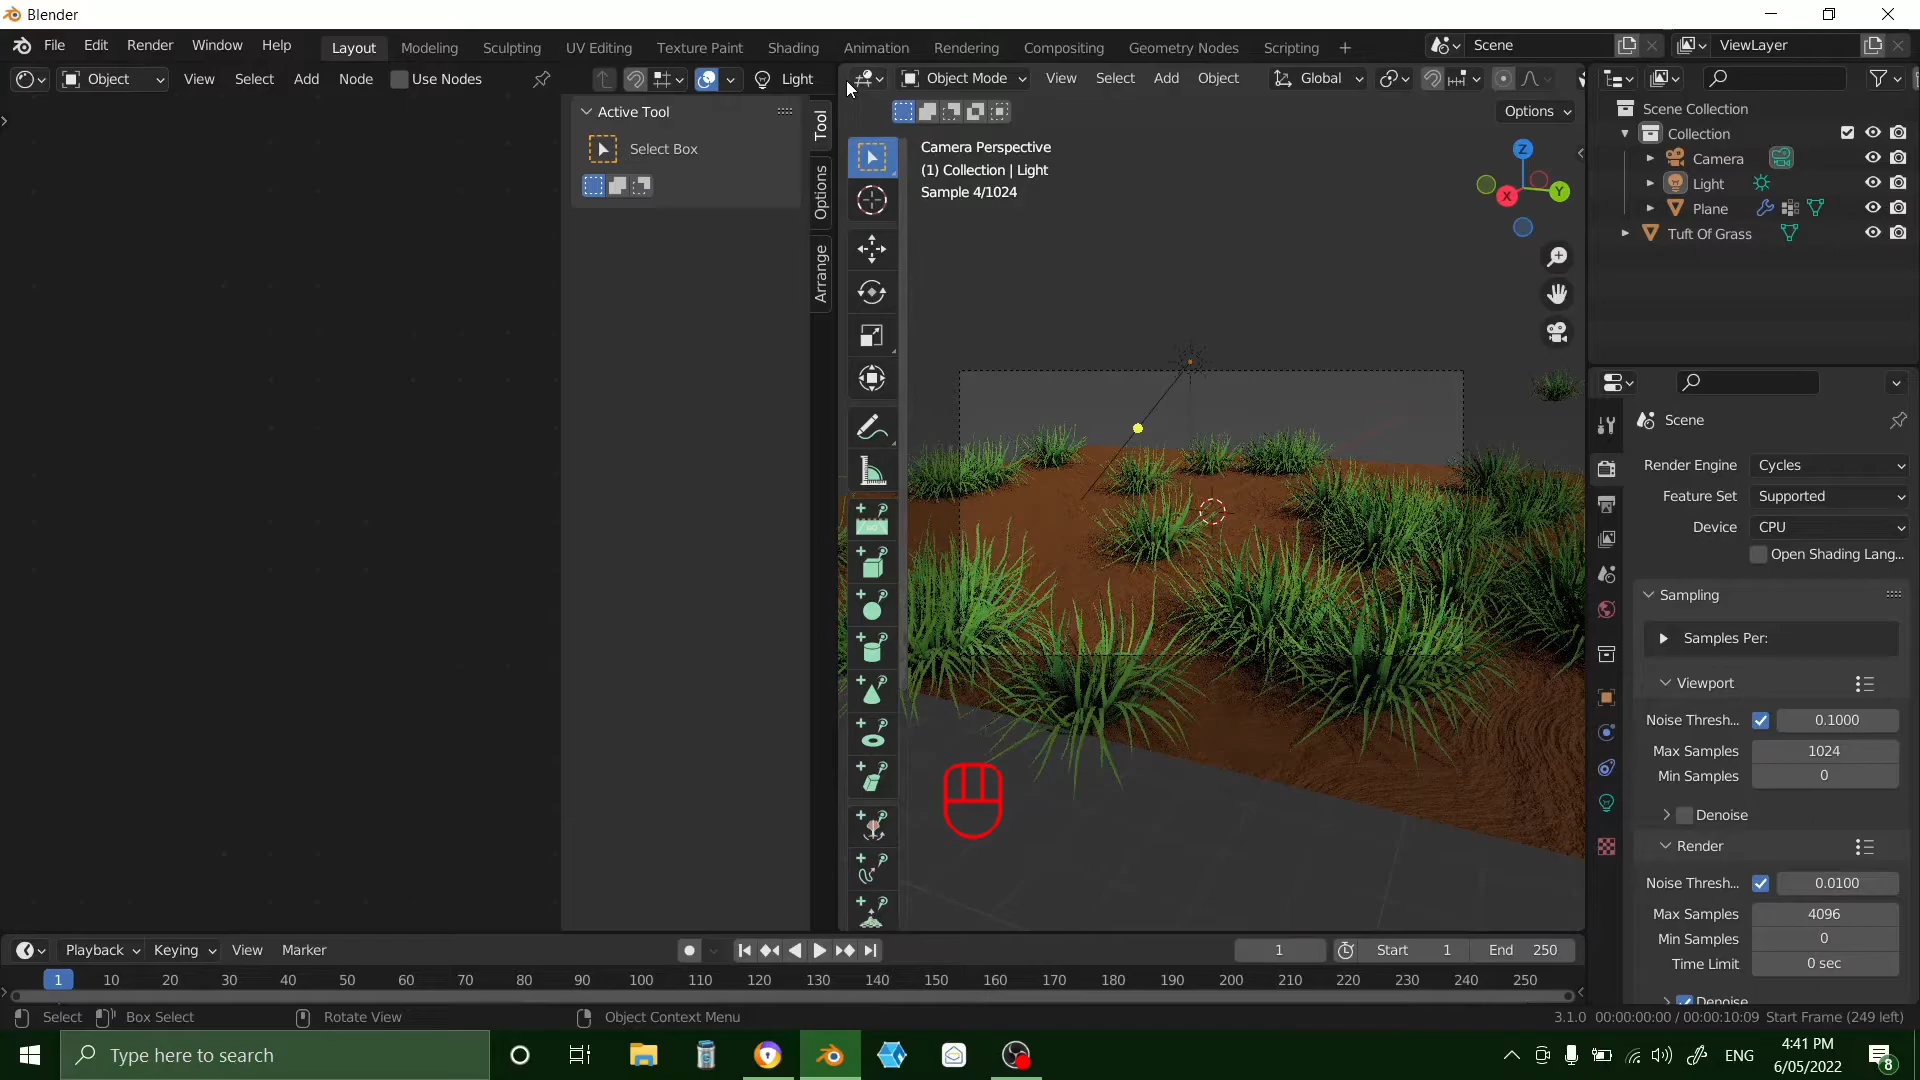 Blender
File Edit Render Window Help Layout Modeling Sculpting UV Editing Texture Paint Shading Animation Rendering Compositing Geometry Nodes Scripting + Scene ViewLayer
Object View Select Add Node Use Nodes Light
Object Mode View Select Add Object Global
Options
Active Tool
Select Box
Tool
Options
Arrange
Camera Perspective
(1) Collection | Light
Sample 4/1024
Z
X
Y
Scene Collection
Collection
Camera
Light
Plane
Tuft Of Grass
Scene
Render Engine Cycles
Feature Set Supported
Device CPU
Open Shading Lang...
Sampling
Samples Per:
Viewport
Noise Thresh... 0.1000
Max Samples 1024
Min Samples 0
Denoise
Render
Noise Thresh... 0.0100
Max Samples 4096
Min Samples 0
Time Limit 0 sec
Denoise
Playback Keying View Marker 1 Start 1 End 250
1 10 20 30 40 50 60 70 80 90 100 110 120 130 140 150 160 170 180 190 200 210 220 230 240 250
Select Box Select Rotate View Object Context Menu 3.1.0 00:00:00:00 / 00:00:10:09 Start Frame (249 left)
Type here to search
ENG
4:41 PM
6/05/2022
8